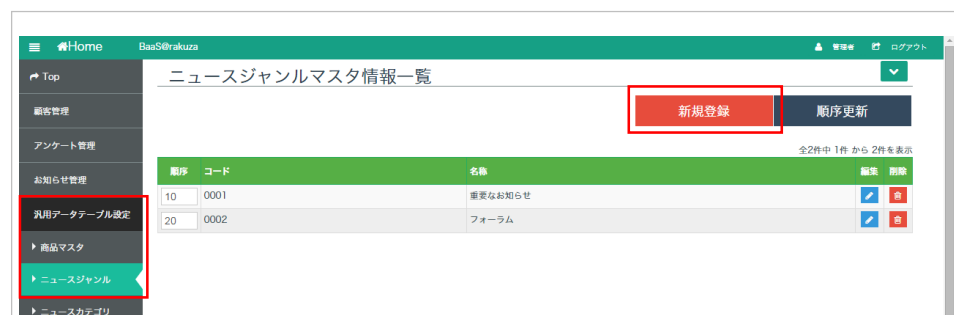 Home BaaS@rakuza 管理者 ログアウト
Top
顧客管理
アンケート管理
お知らせ管理
汎用データテーブル設定
商品マスタ
ニュースジャンル
ニュースカテゴリ
ニュースジャンルマスタ情報一覧
新規登録 順序更新
全2件中 1件 から 2件を表示
順序 コード 名称 編集 削除
10 0001 重要なお知らせ
20 0002 フォーラム